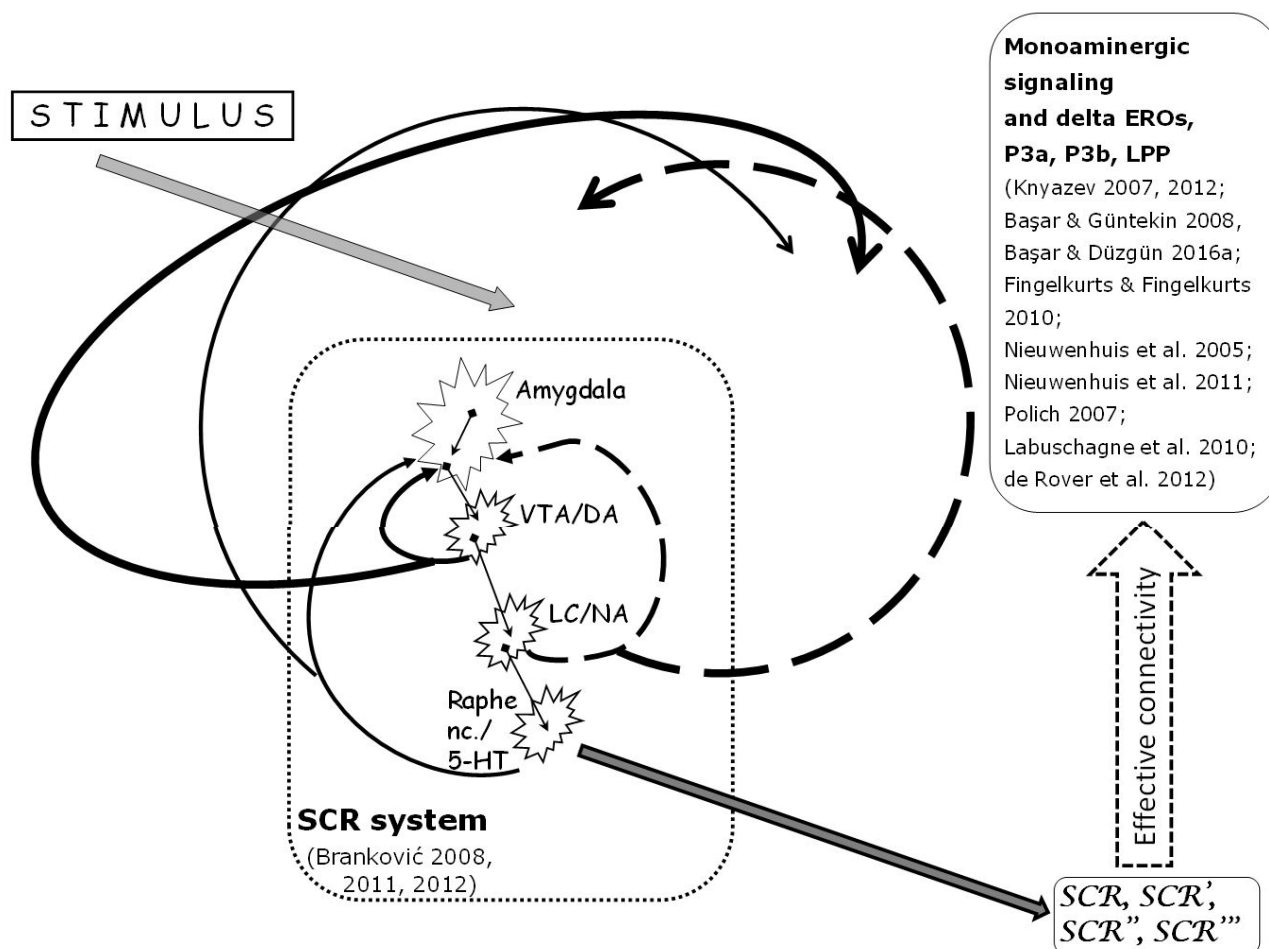 S T I M U L U S
Monoaminergic
signaling
and delta EROs,
P3a, P3b, LPP
(Knyazev 2007, 2012;
Başar & Güntekin 2008,
Başar & Düzgün 2016a;
Fingelkurts & Fingelkurts
2010;
Nieuwenhuis et al. 2005;
Nieuwenhuis et al. 2011;
Polich 2007;
Labuschagne et al. 2010;
de Rover et al. 2012)
Amygdala
VTA/DA
LC/NA
Raphe
nc./
5-HT
SCR system
(Branković 2008,
2011, 2012)
Effective connectivity
SCR, SCR’,
SCR’’, SCR’’’